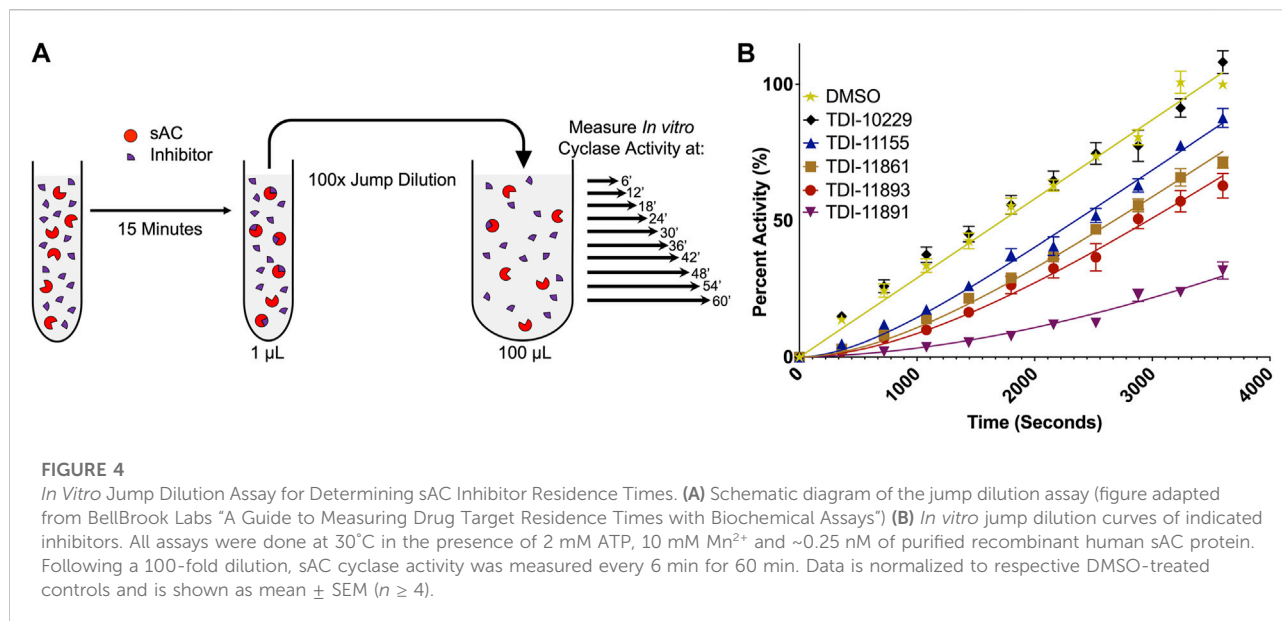 A
sAC
Inhibitor
15 Minutes
1 µL
100x Jump Dilution
100 µL
Measure In vitro
Cyclase Activity at:
6'
12'
18'
24'
30'
36'
42'
48'
54'
60'
B
Percent Activity (%)
100
50
0
DMSO
TDI-10229
TDI-11155
TDI-11861
TDI-11893
TDI-11891
0 1000 2000 3000 4000
Time (Seconds)
FIGURE 4
In Vitro Jump Dilution Assay for Determining sAC Inhibitor Residence Times. (A) Schematic diagram of the jump dilution assay (figure adapted
from BellBrook Labs “A Guide to Measuring Drug Target Residence Times with Biochemical Assays”) (B) In vitro jump dilution curves of indicated
inhibitors. All assays were done at 30°C in the presence of 2 mM ATP, 10 mM Mn²⁺ and ~0.25 nM of purified recombinant human sAC protein.
Following a 100-fold dilution, sAC cyclase activity was measured every 6 min for 60 min. Data is normalized to respective DMSO-treated
controls and is shown as mean ± SEM (n ≥ 4).